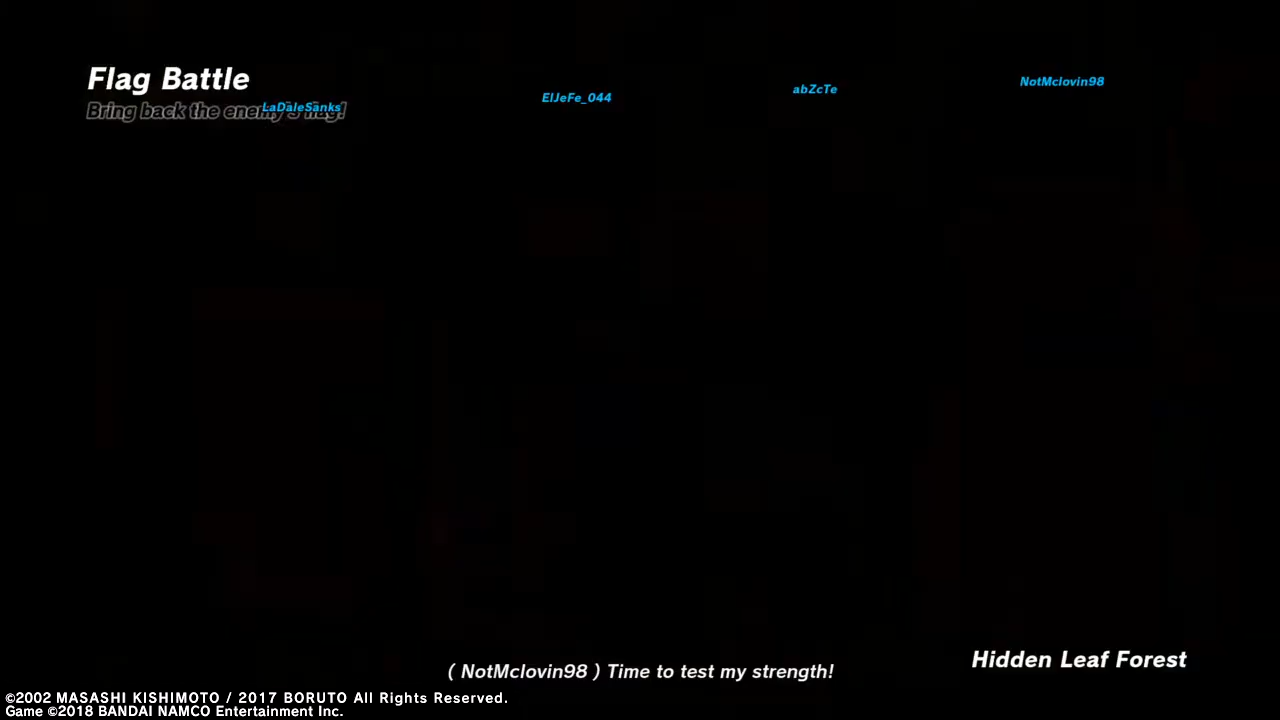 Flag Battle
Bring back the enemy's flag!
LaDaleSanks
ElJeFe_044
abZcTe
NotMclovin98
Hidden Leaf Forest
( NotMclovin98 ) Time to test my strength!
©2002 MASASHI KISHIMOTO / 2017 BORUTO All Rights Reserved.
Game ©2018 BANDAI NAMCO Entertainment Inc.